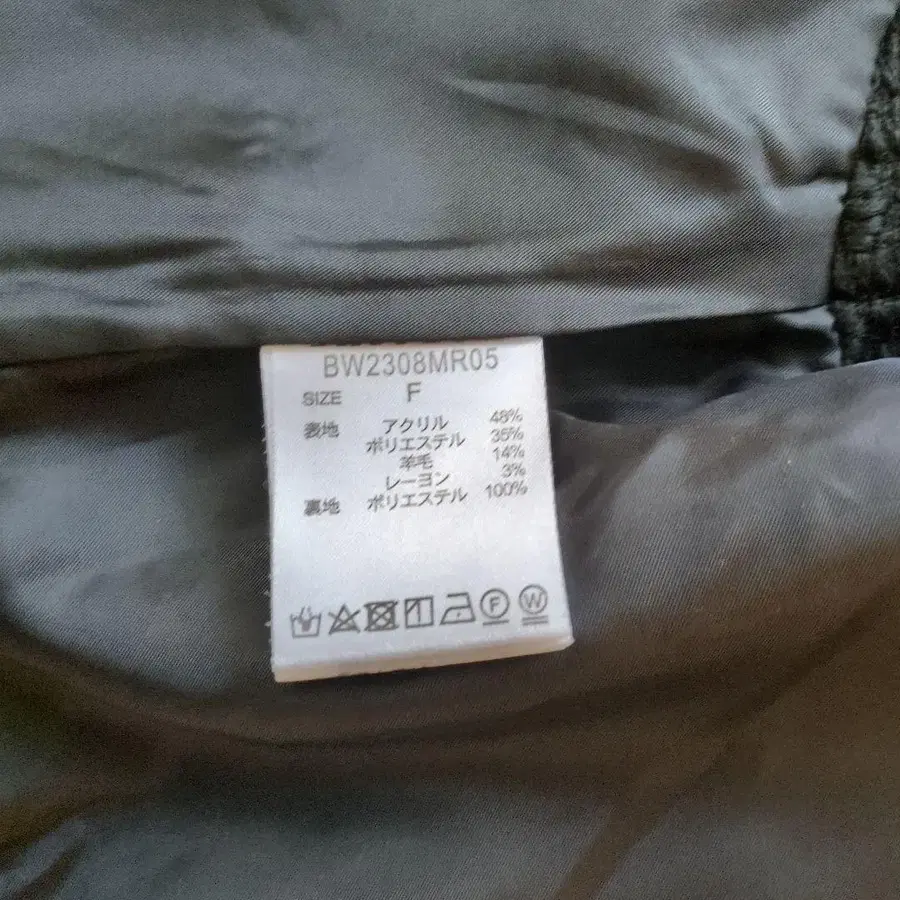 BW2308MR05
SIZE F
表地 アクリル 48%
ポリエステル 35%
羊毛 14%
レーヨン 3%
裏地 ポリエステル 100%
F W